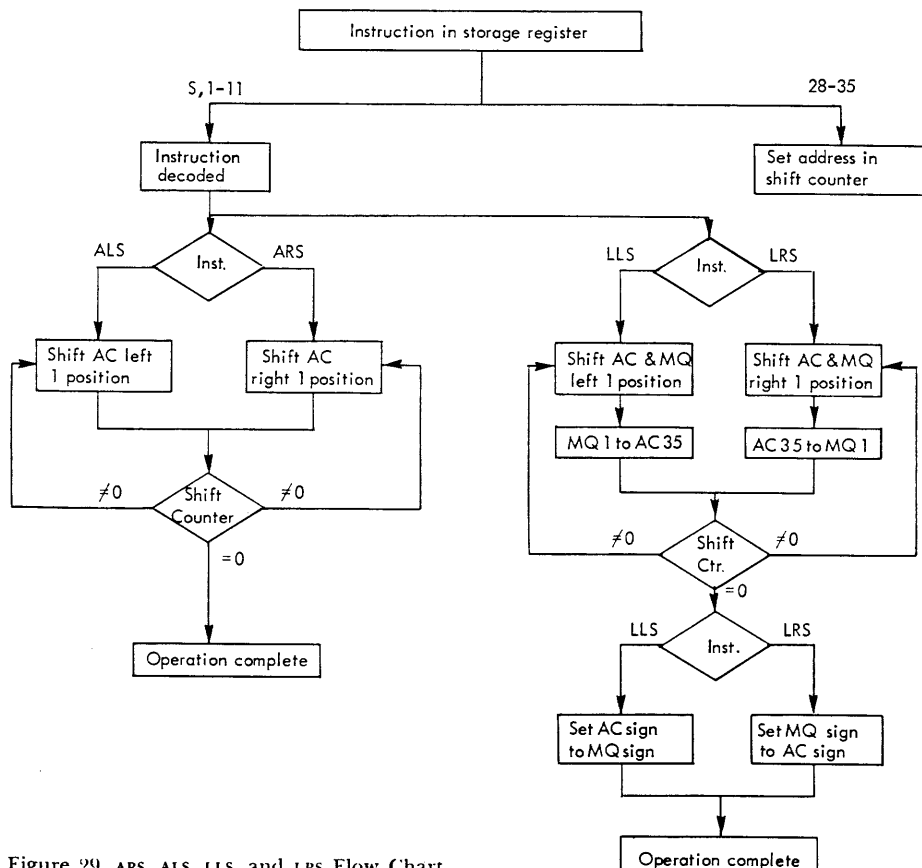 Instruction in storage register
S, 1-11
28-35
Instruction
decoded
Set address in
shift counter
ALS
Inst.
ARS
LLS
Inst.
LRS
Shift AC left
1 position
Shift AC
right 1 position
Shift AC & MQ
left 1 position
Shift AC & MQ
right 1 position
MQ 1 to AC35
AC 35 to MQ 1
≠0
Shift
Counter
≠0
=0
≠0
Shift
Ctr.
≠0
=0
Operation complete
LLS
Inst.
LRS
Set AC sign
to MQ sign
Set MQ sign
to AC sign
Operation complete
Figure 29. ARS, ALS, LLS, and LRS Flow Chart